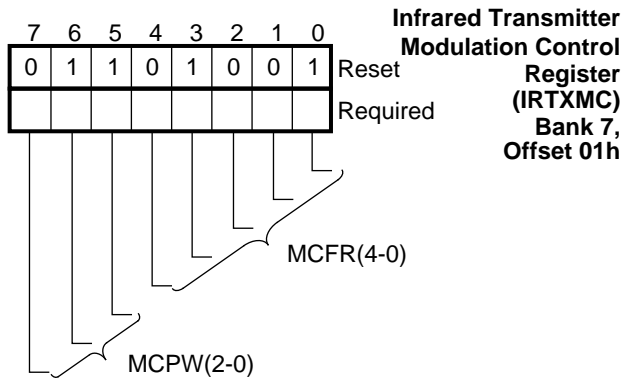 Infrared Transmitter
Modulation Control
Register
(IRTXMC)
Bank 7,
Offset 01h
7 6 5 4 3 2 1 0
0 1 1 0 1 0 0 1 Reset
Required
MCFR(4-0)
MCPW(2-0)